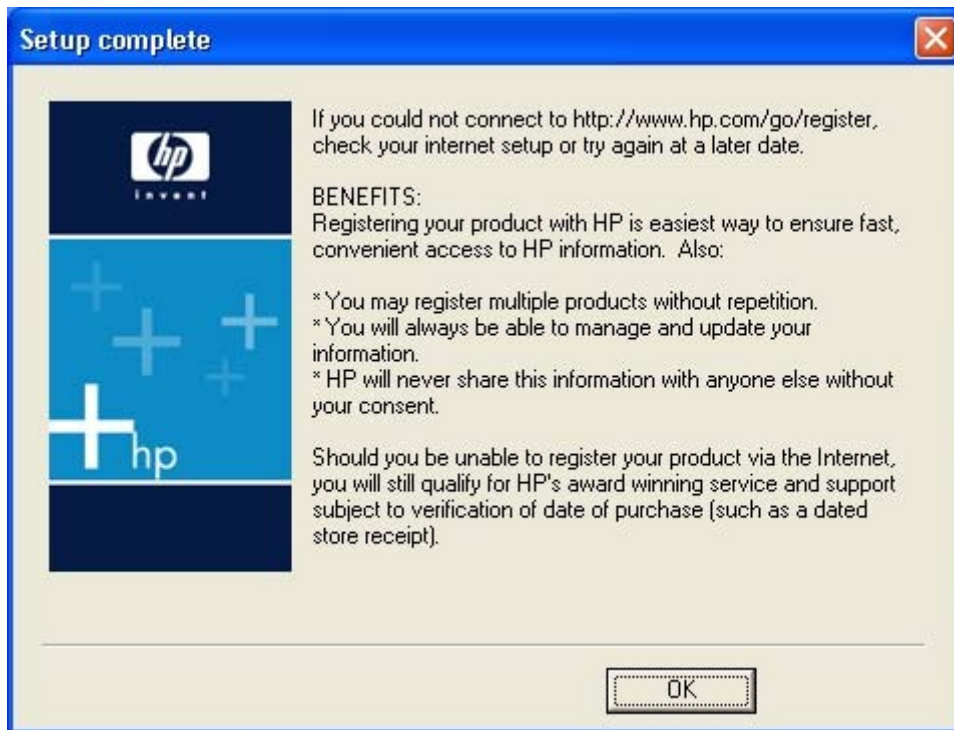 Setup complete
hp
invent
hp
If you could not connect to http://www.hp.com/go/register,
check your internet setup or try again at a later date.
BENEFITS:
Registering your product with HP is easiest way to ensure fast,
convenient access to HP information.  Also:
* You may register multiple products without repetition.
* You will always be able to manage and update your
information.
* HP will never share this information with anyone else without
your consent.
Should you be unable to register your product via the Internet,
you will still qualify for HP's award winning service and support
subject to verification of date of purchase (such as a dated
store receipt).
OK